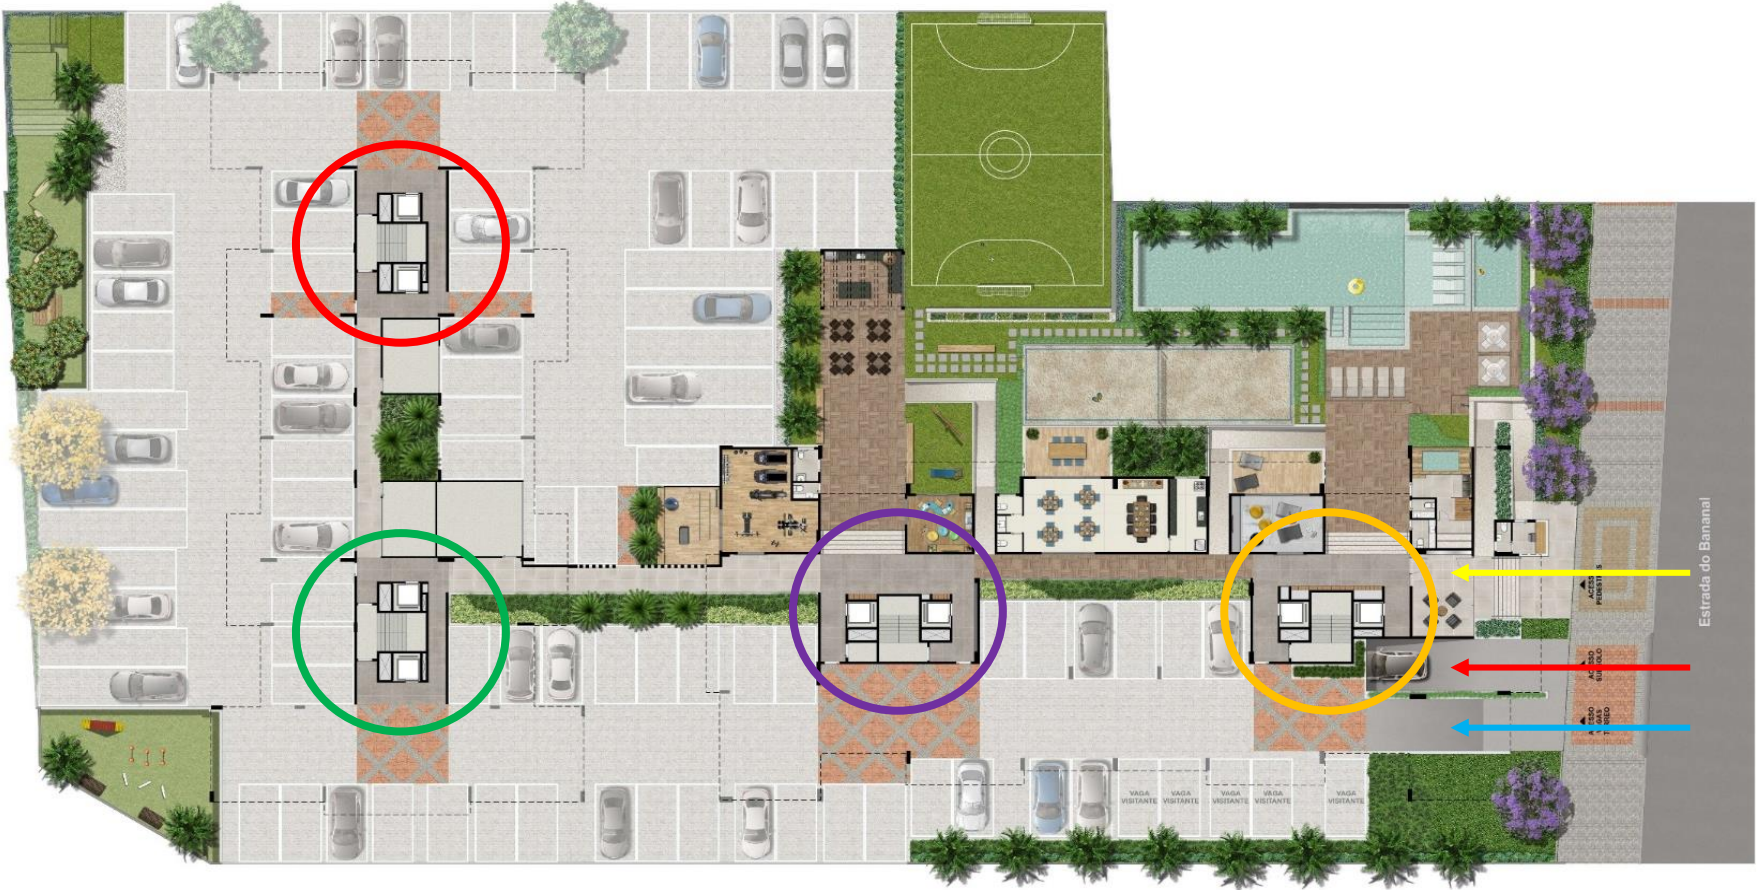 Estrada do Bananal
ACESSO
PEDESTRES
ACESSO
SUBSOLO
ACESSO
VAGAS
TÉRREO
VAGA
VISITANTE
VAGA
VISITANTE
VAGA
VISITANTE
VAGA
VISITANTE
VAGA
VISITANTE